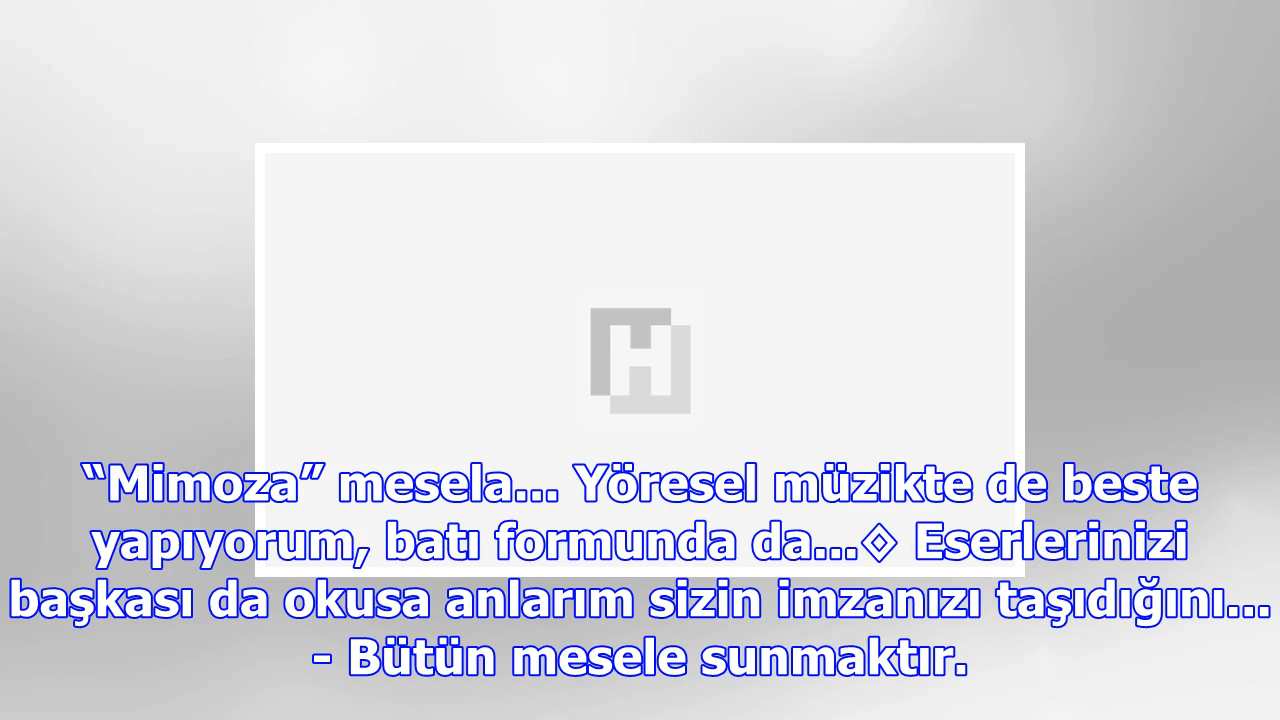 “Mimoza” mesela... Yöresel müzikte de beste
yapıyorum, batı formunda da...◊ Eserlerinizi
başkası da okusa anlarım sizin imzanızı taşıdığını...
- Bütün mesele sunmaktır.